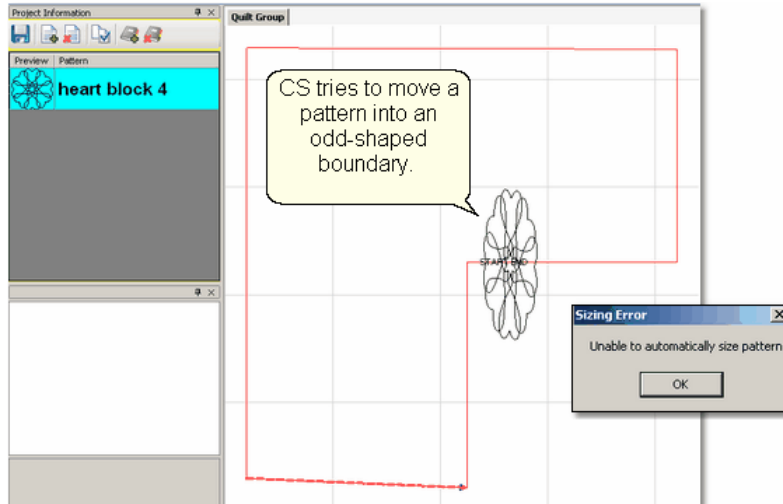 Project Information
Preview Pattern
heart block 4
Quilt Group
CS tries to move a
pattern into an
odd-shaped
boundary.
START END
Sizing Error
Unable to automatically size pattern
OK